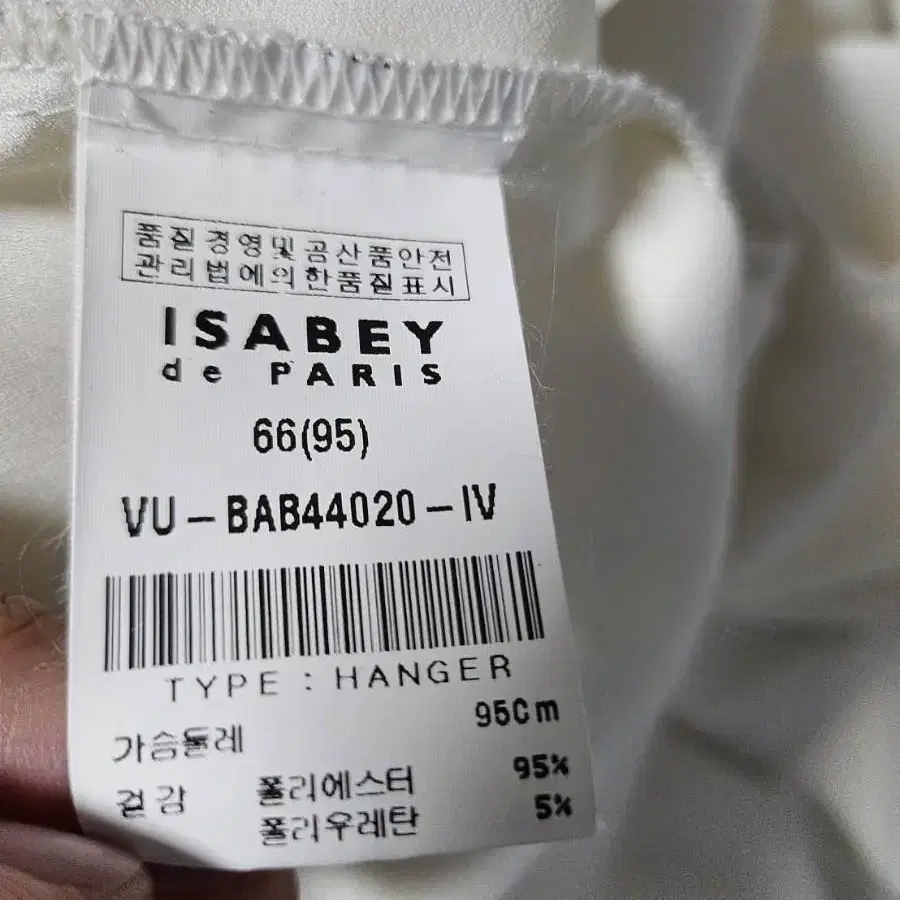 품질경영및공산품안전
관리법에의한품질표시
ISABEY
de PARIS
66(95)
VU-BAB44020-IV
TYPE : HANGER
가슴둘레 95Cm
겉감 폴리에스터 95%
폴리우레탄 5%